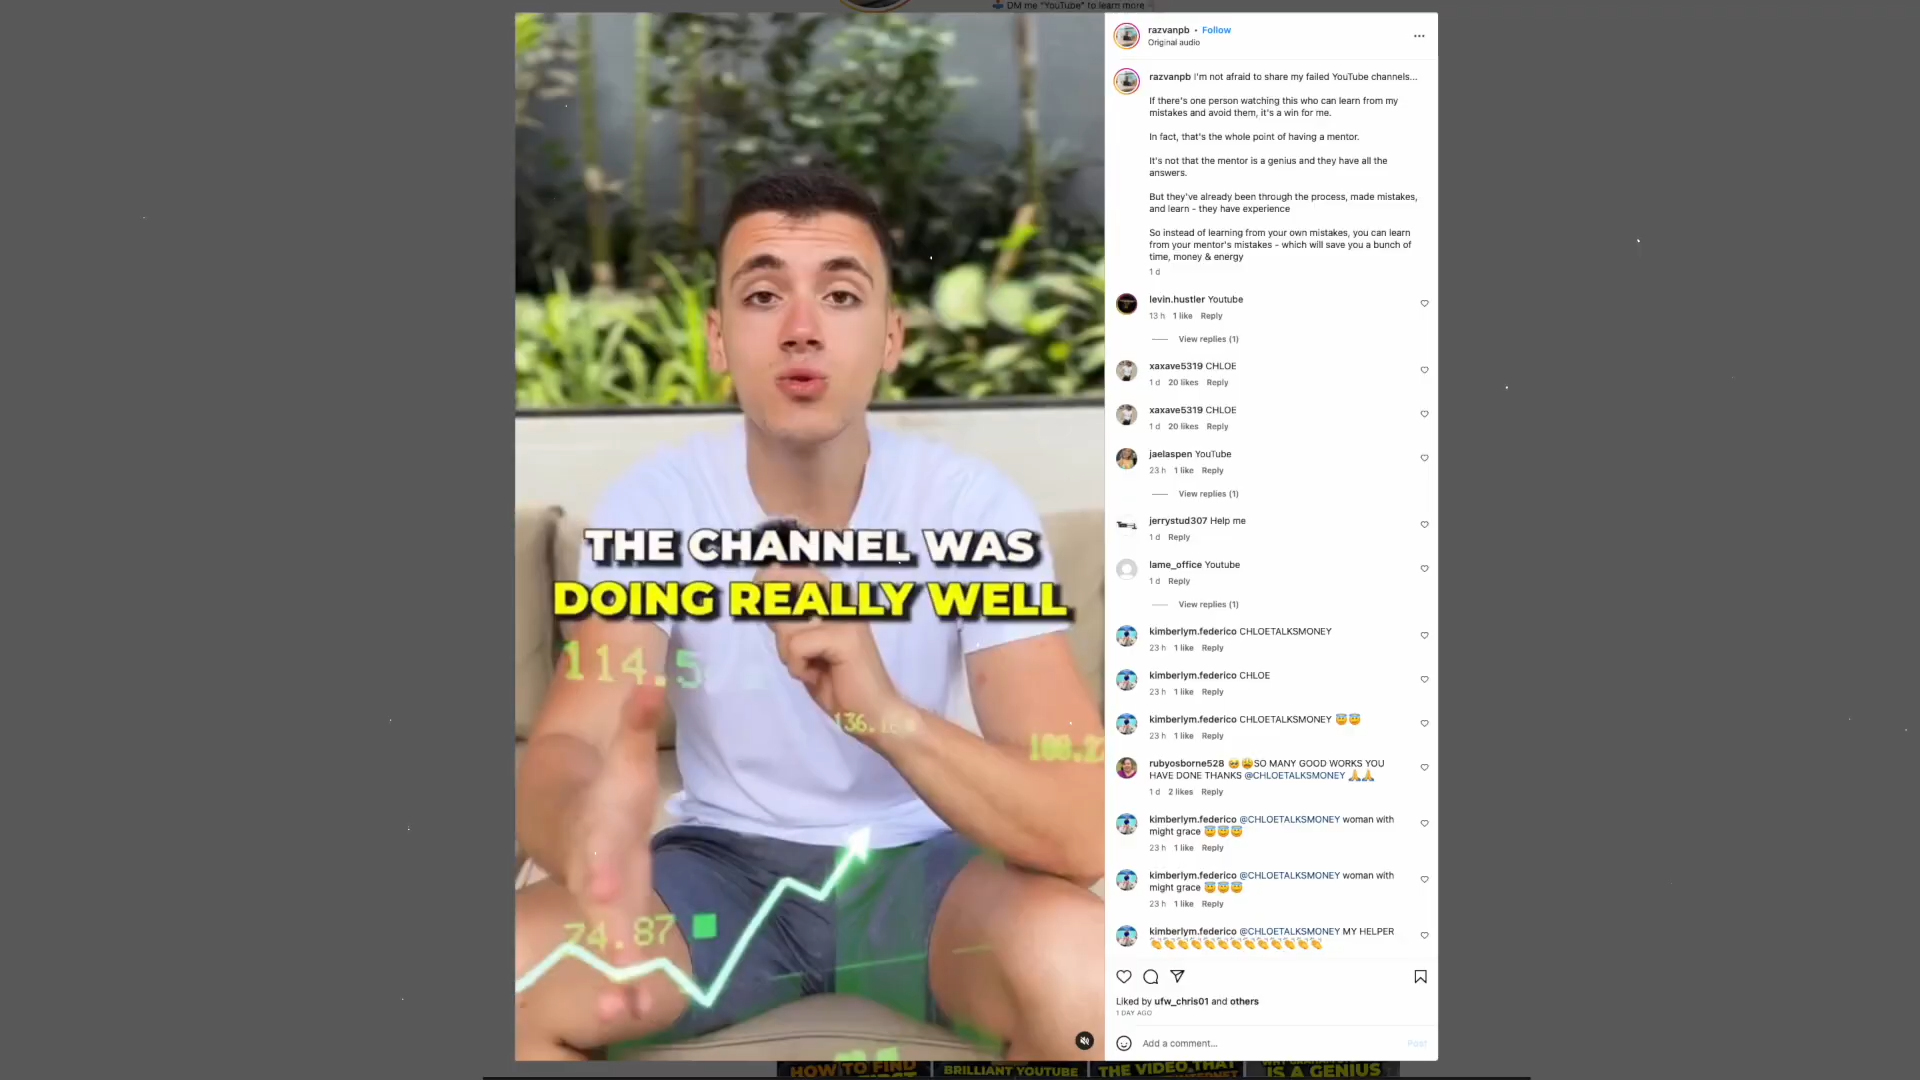 DM me "YouTube" to learn more
THE CHANNEL WAS
DOING REALLY WELL
114.5
136.16
188.27
74.87
razvanpb • Follow
Original audio
razvanpb I'm not afraid to share my failed YouTube channels...
If there's one person watching this who can learn from my
mistakes and avoid them, it's a win for me.
In fact, that's the whole point of having a mentor.
It's not that the mentor is a genius and they have all the
answers.
But they've already been through the process, made mistakes,
and learn - they have experience
So instead of learning from your own mistakes, you can learn
from your mentor's mistakes - which will save you a bunch of
time, money & energy
1 d
levin.hustler Youtube
13 h 1 like Reply
View replies (1)
xaxave5319 CHLOE
1 d 20 likes Reply
xaxave5319 CHLOE
1 d 20 likes Reply
jaelaspen YouTube
23 h 1 like Reply
View replies (1)
jerrystud307 Help me
1 d Reply
lame_office Youtube
1 d Reply
View replies (1)
kimberlym.federico CHLOETALKSMONEY
23 h 1 like Reply
kimberlym.federico CHLOE
23 h 1 like Reply
kimberlym.federico CHLOETALKSMONEY 😇😇
23 h 1 like Reply
rubyosborne528 🥹😩SO MANY GOOD WORKS YOU
HAVE DONE THANKS @CHLOETALKSMONEY 🙏🙏
1 d 2 likes Reply
kimberlym.federico @CHLOETALKSMONEY woman with
might grace 😇😇😇
23 h 1 like Reply
kimberlym.federico @CHLOETALKSMONEY woman with
might grace 😇😇😇
23 h 1 like Reply
kimberlym.federico @CHLOETALKSMONEY MY HELPER
👏👏👏👏👏👏👏👏👏👏👏👏👏
Liked by ufw_chris01 and others
1 DAY AGO
Add a comment...
Post
HOW TO FIND
BRILLIANT YOUTUBE
THE VIDEO THAT
IS A GENIUS